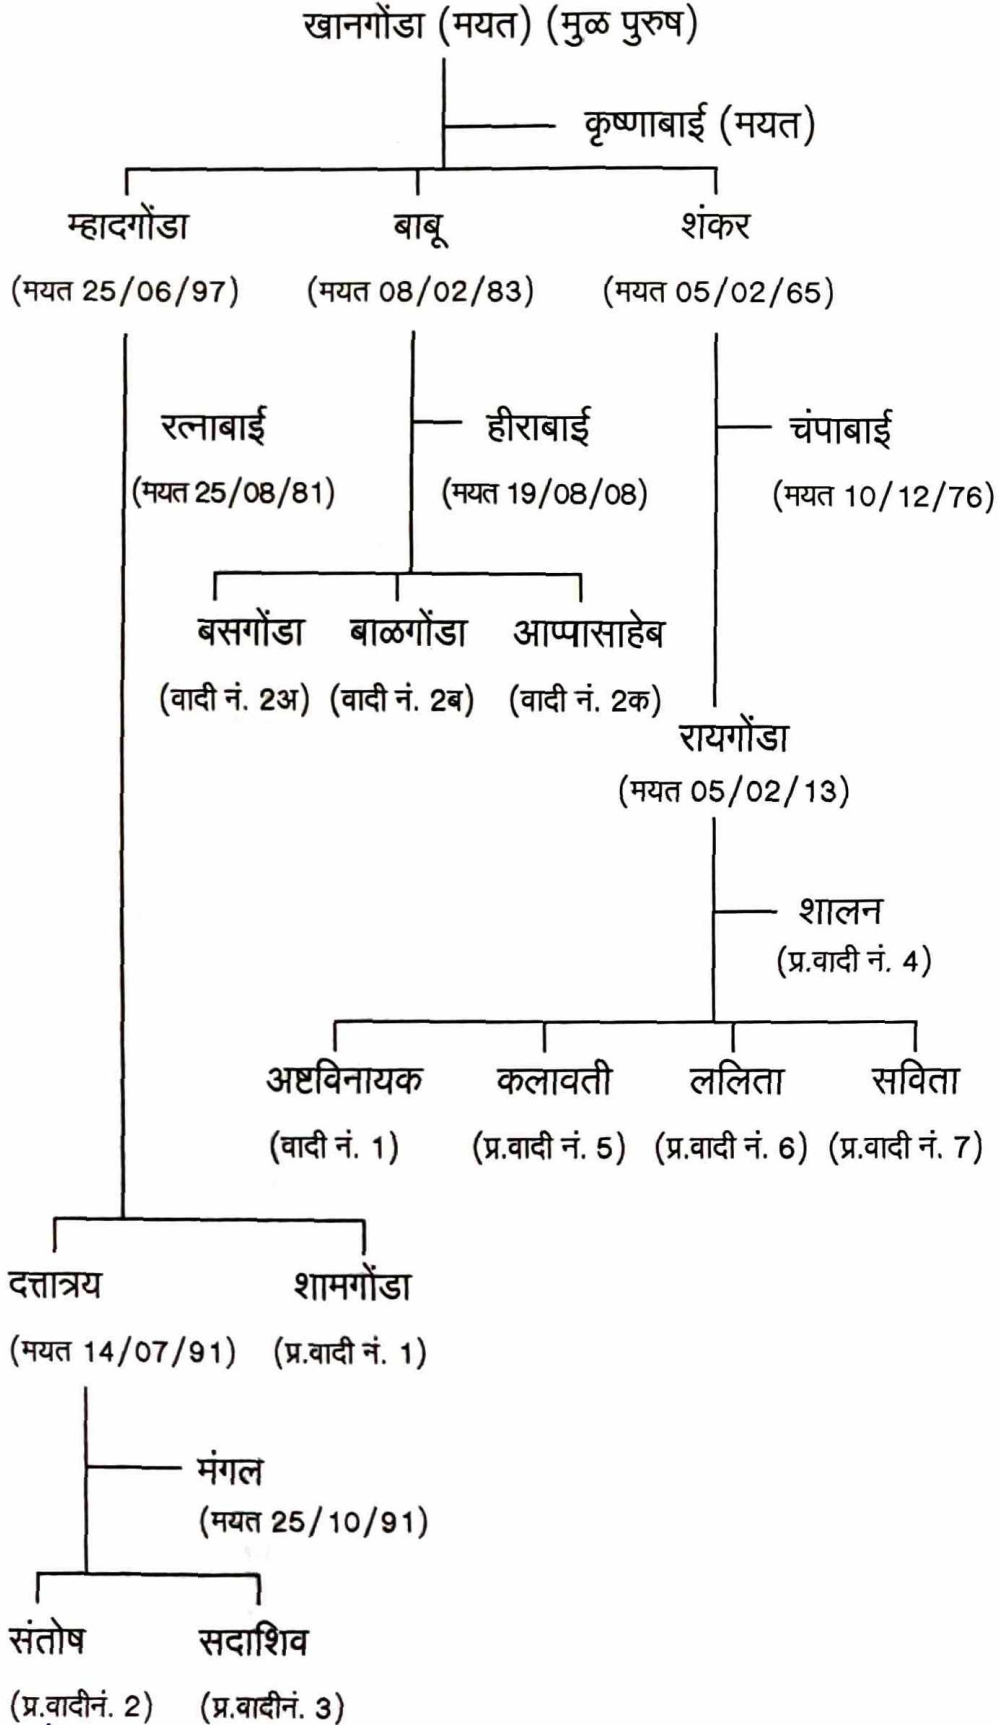 खानगोंडा (मयत) (मुळ पुरुष)
कृष्णाबाई (मयत)
म्हादगोंडा बाबू शंकर
(मयत 25/06/97) (मयत 08/02/83) (मयत 05/02/65)
रत्नाबाई हीराबाई चंपाबाई
(मयत 25/08/81) (मयत 19/08/08) (मयत 10/12/76)
बसगोंडा बाळगोंडा आप्पासाहेब
(वादी नं. 2अ) (वादी नं. 2ब) (वादी नं. 2क)
रायगोंडा
(मयत 05/02/13)
शालन
(प्र.वादी नं. 4)
अष्टविनायक कलावती ललिता सविता
(वादी नं. 1) (प्र.वादी नं. 5) (प्र.वादी नं. 6) (प्र.वादी नं. 7)
दत्तात्रय शामगोंडा
(मयत 14/07/91) (प्र.वादी नं. 1)
मंगल
(मयत 25/10/91)
संतोष सदाशिव
(प्र.वादीनं. 2) (प्र.वादीनं. 3)